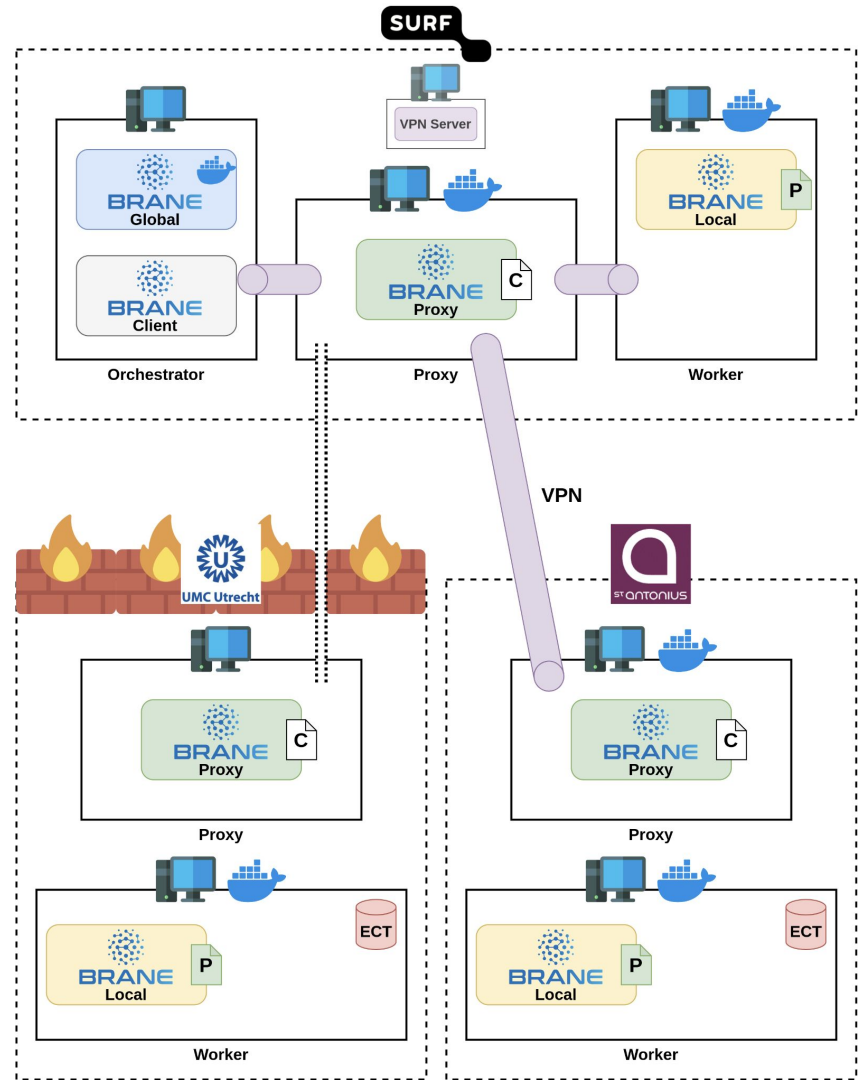 SURF
VPN Server
BRANE
Global
BRANE
Client
Orchestrator
BRANE
Proxy
C
Proxy
BRANE
Local
P
Worker
VPN
UMC Utrecht
ST ANTONIUS
BRANE
Proxy
C
Proxy
BRANE
Proxy
C
Proxy
BRANE
Local
P
ECT
Worker
BRANE
Local
P
ECT
Worker